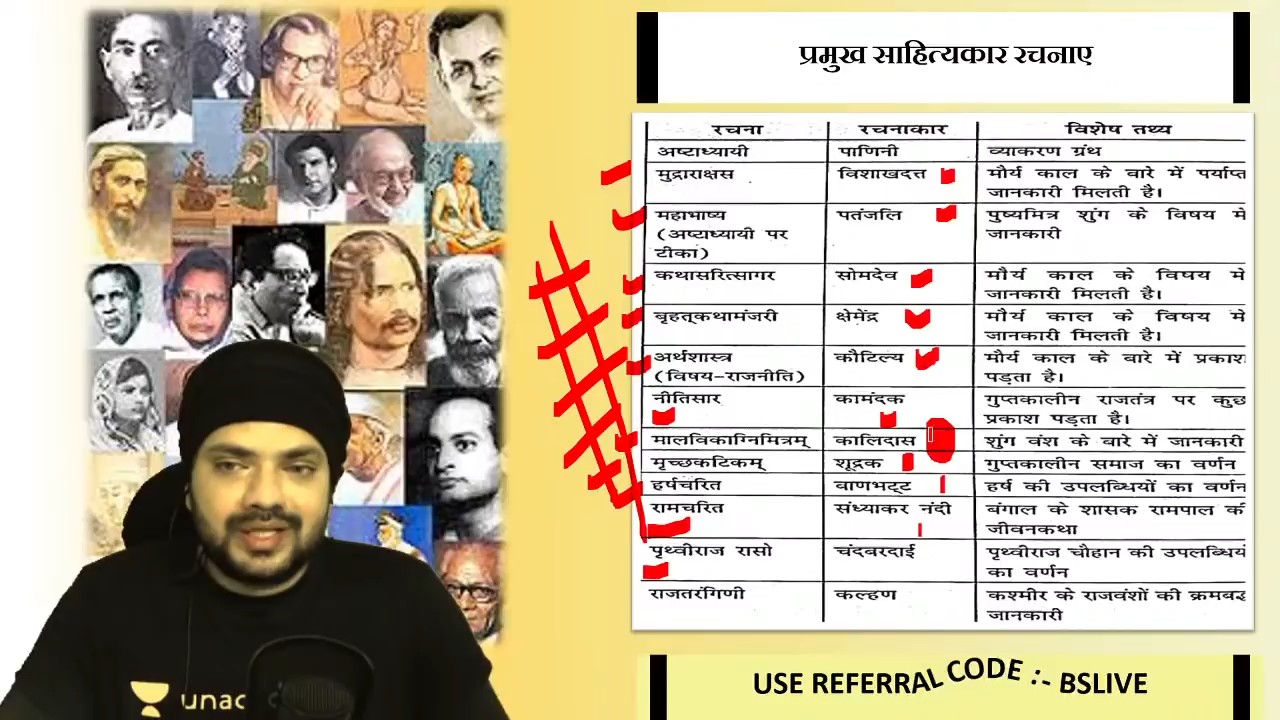 प्रमुख साहित्यकार रचनाए
रचना रचनाकार विशेष तथ्य
अष्टाध्यायी पाणिनी व्याकरण ग्रंथ
मुद्राराक्षस विशाखदत्त मौर्य काल के बारे में पर्याप्त
जानकारी मिलती है।
महाभाष्य पतंजलि पुष्यमित्र शुंग के विषय में
(अष्टाध्यायी पर जानकारी
टीका)
कथासरित्सागर सोमदेव मौर्य काल के विषय में
जानकारी मिलती है।
बृहत्कथामंजरी क्षेमेंद्र मौर्य काल के विषय में
जानकारी मिलती है।
अर्थशास्त्र कौटिल्य मौर्य काल के बारे में प्रकाश
(विषय-राजनीति) पड़ता है।
नीतिसार कामंदक गुप्तकालीन राजतंत्र पर कुछ
प्रकाश पड़ता है।
मालविकाग्निमित्रम् कालिदास शुंग वंश के बारे में जानकारी
मृच्छकटिकम् शूद्रक गुप्तकालीन समाज का वर्णन
हर्षचरित वाणभट्ट हर्ष की उपलब्धियों का वर्णन
रामचरित संध्याकर नंदी बंगाल के शासक रामपाल की
जीवनकथा
पृथ्वीराज रासो चंदबरदाई पृथ्वीराज चौहान की उपलब्धियों
का वर्णन
राजतरंगिणी कल्हण कश्मीर के राजवंशों की क्रमबद्ध
जानकारी
USE REFERRAL CODE :- BSLIVE